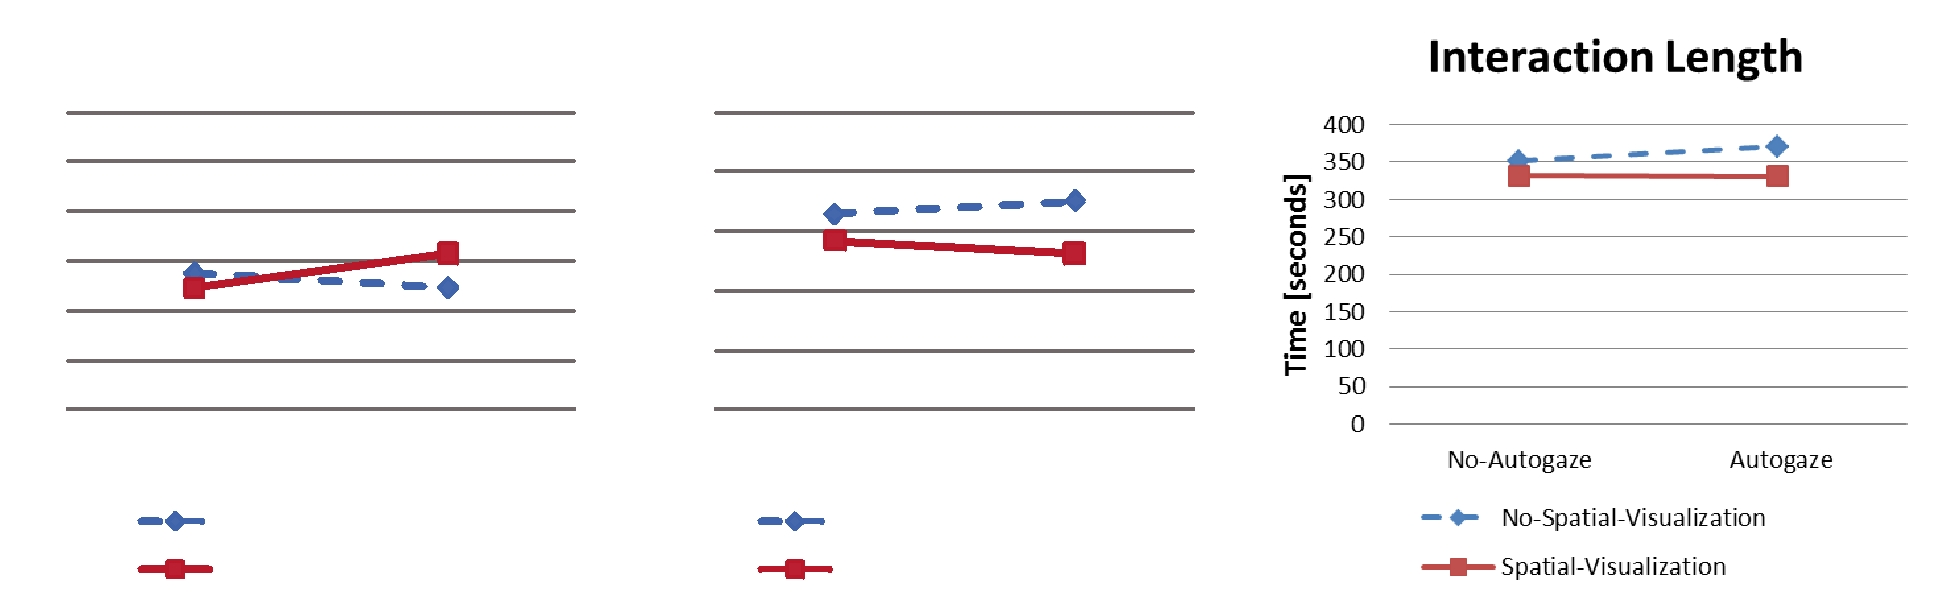 Interaction Length
Time [seconds]
400
350
300
250
200
150
100
50
0
No-Autogaze Autogaze
No-Spatial-Visualization
Spatial-Visualization